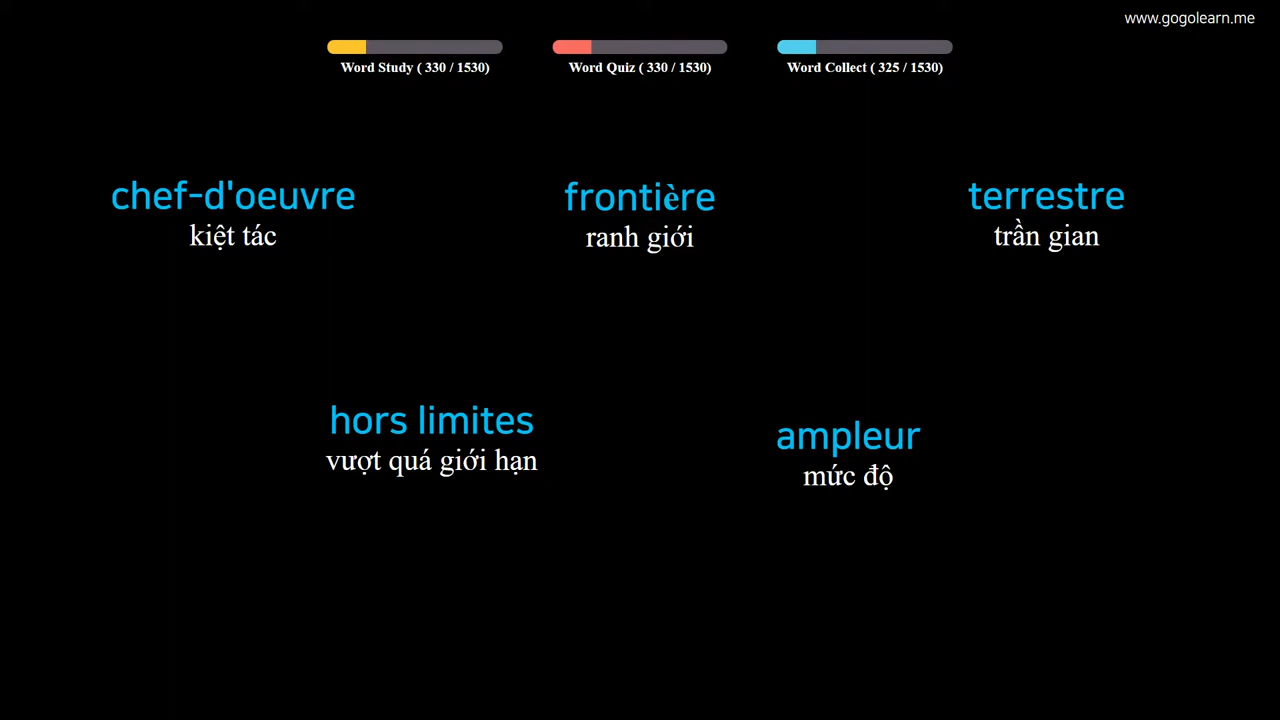 www.gogolearn.me
Word Study ( 330 / 1530)
Word Quiz ( 330 / 1530)
Word Collect ( 325 / 1530)
chef-d'oeuvre
kiệt tác
frontière
ranh giới
terrestre
trần gian
hors limites
vượt quá giới hạn
ampleur
mức độ